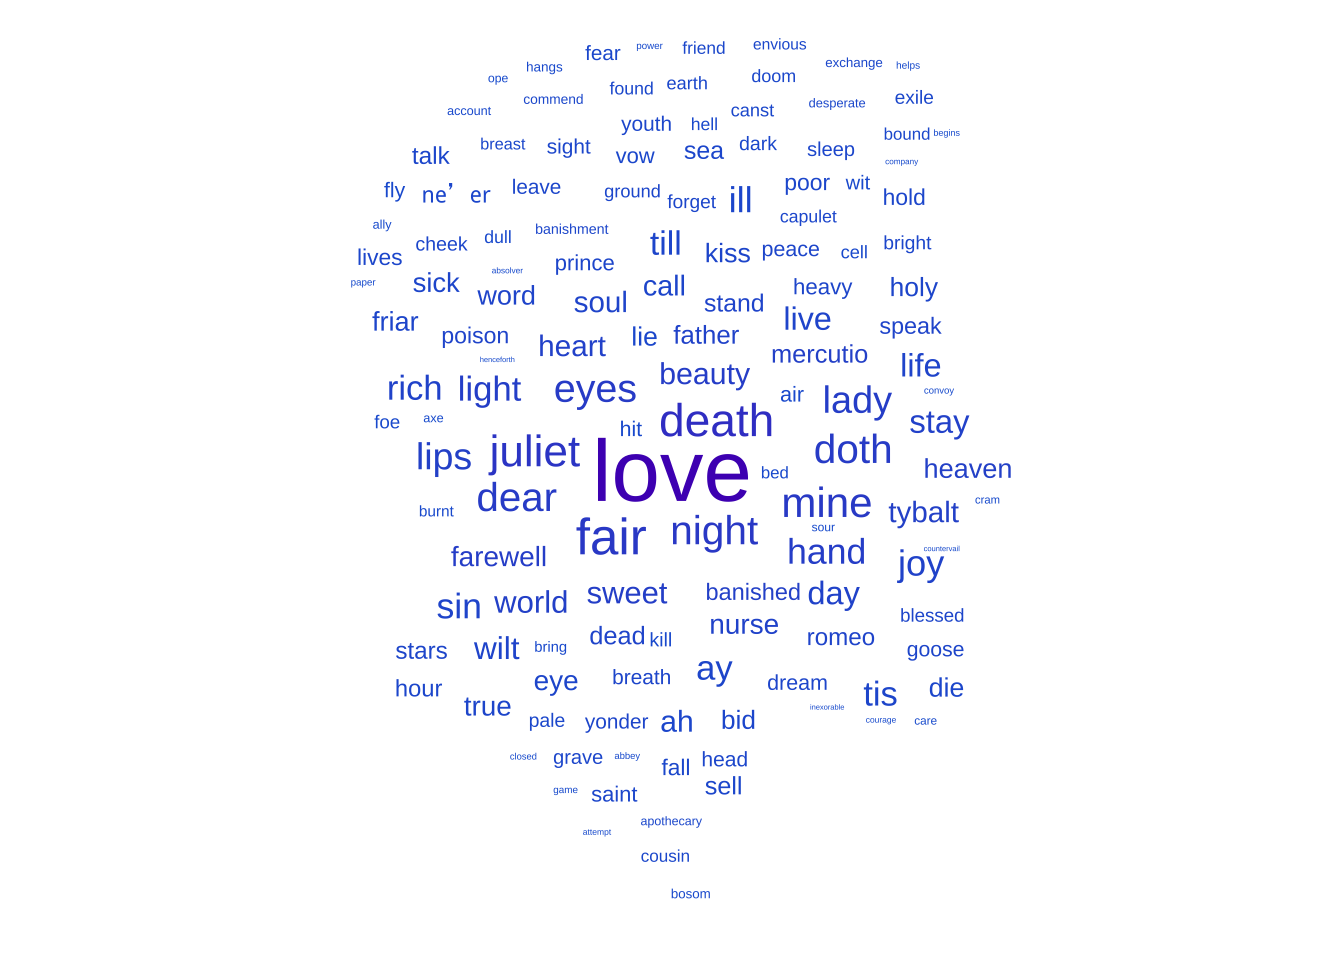 fear power friend envious
hangs exchange helps
ope found earth doom
account commend desperate exile
youth hell canst
talk breast sight vow sea dark sleep bound begins
company
fly ne’ er leave ground forget ill poor wit hold
ally capulet
lives cheek dull banishment till kiss peace cell bright
paper sick absolver prince call heavy holy
word soul stand
friar poison heart lie father live speak
henceforth beauty mercutio life
rich light eyes air lady convoy
foe axe hit death stay
lips juliet love bed doth heaven
dear mine
burnt fair night sour tybalt cram
farewell hand joy countervail
sin world sweet banished day
nurse blessed
stars wilt bring dead kill romeo goose
hour eye breath ay dream tis die
true inexorable
pale yonder ah bid courage care
closed grave abbey fall head
game saint sell
attempt apothecary
cousin
bosom